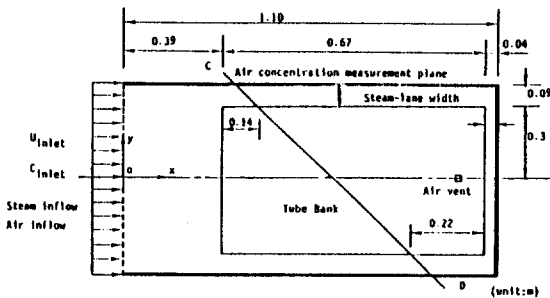 1.10
0.39
0.67
0.04
C
Air concentration measurement plane
Steam-lane width
0.09
0.14
0.3
U inlet
y
C inlet
o
x
Air vent
Steam inflow
Air inflow
Tube Bank
0.22
D
(unit:m)